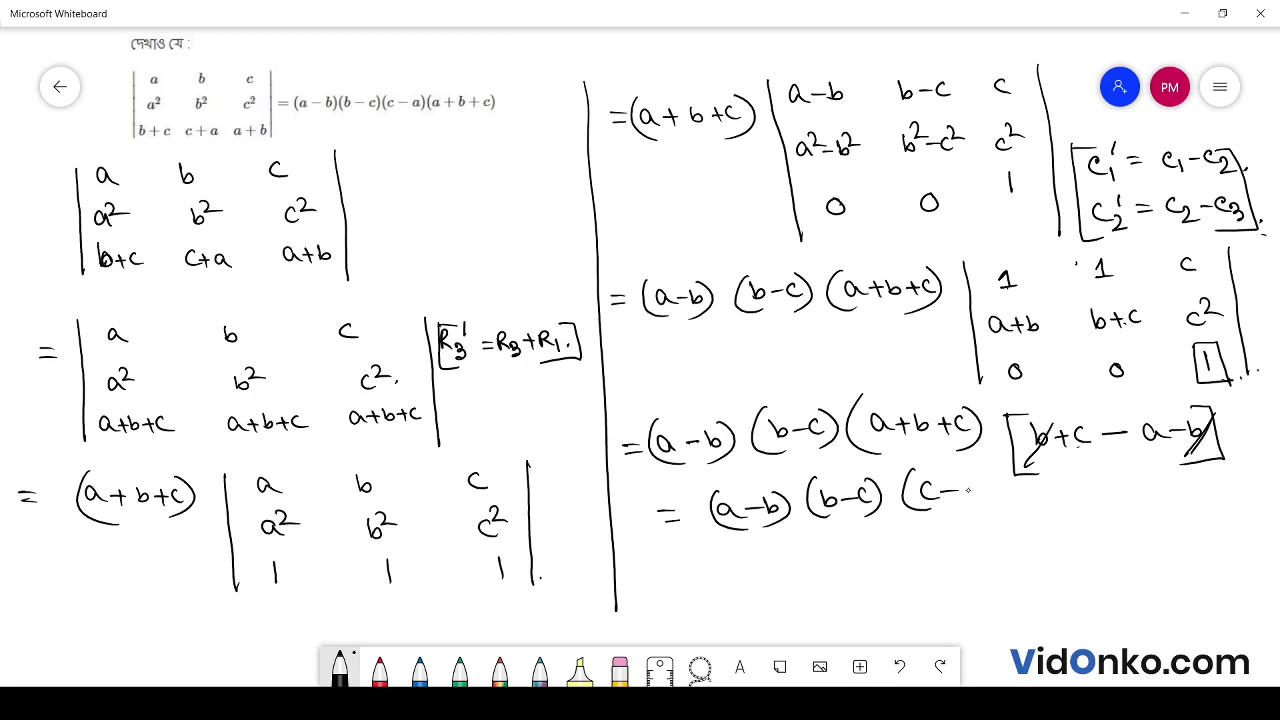 Microsoft Whiteboard
দেখাও যে :
| a b c |
| a² b² c² | = (a − b)(b − c)(c − a)(a + b + c)
| b + c c + a a + b |
| a b c |
| a² b² c² |
| b+c c+a a+b |
= | a b c | [R₃' = R₃+R₁.]
| a² b² c². |
| a+b+c a+b+c a+b+c |
= (a+b+c) | a b c |
| a² b² c² |
| 1 1 1 | .
= (a+b+c) | a−b b−c c |
| a²−b² b²−c² c² | [C₁' = C₁−C₂.
| 0 0 1 | C₂' = C₂−C₃].
= (a−b) (b−c) (a+b+c) | 1 1 c |
| a+b b+c c² |
| 0 0 1 |
= (a−b) (b−c) (a+b+c) [b+c − a−b]
= (a−b) (b−c) (c−
PM
A
VidOnko.com